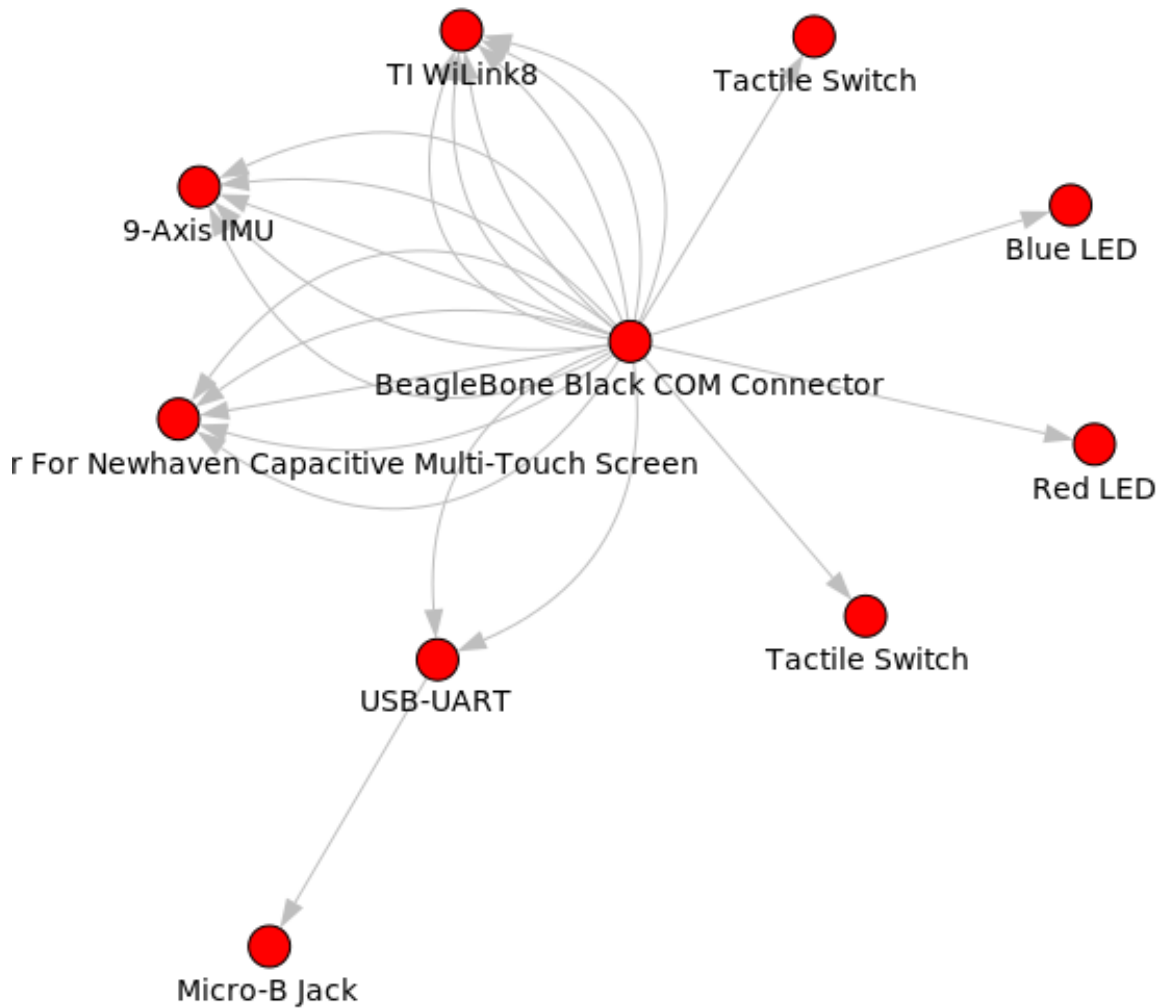 TI WiLink8
Tactile Switch
9-Axis IMU
Blue LED
BeagleBone Black COM Connector
r For Newhaven Capacitive Multi-Touch Screen
Red LED
Tactile Switch
USB-UART
Micro-B Jack